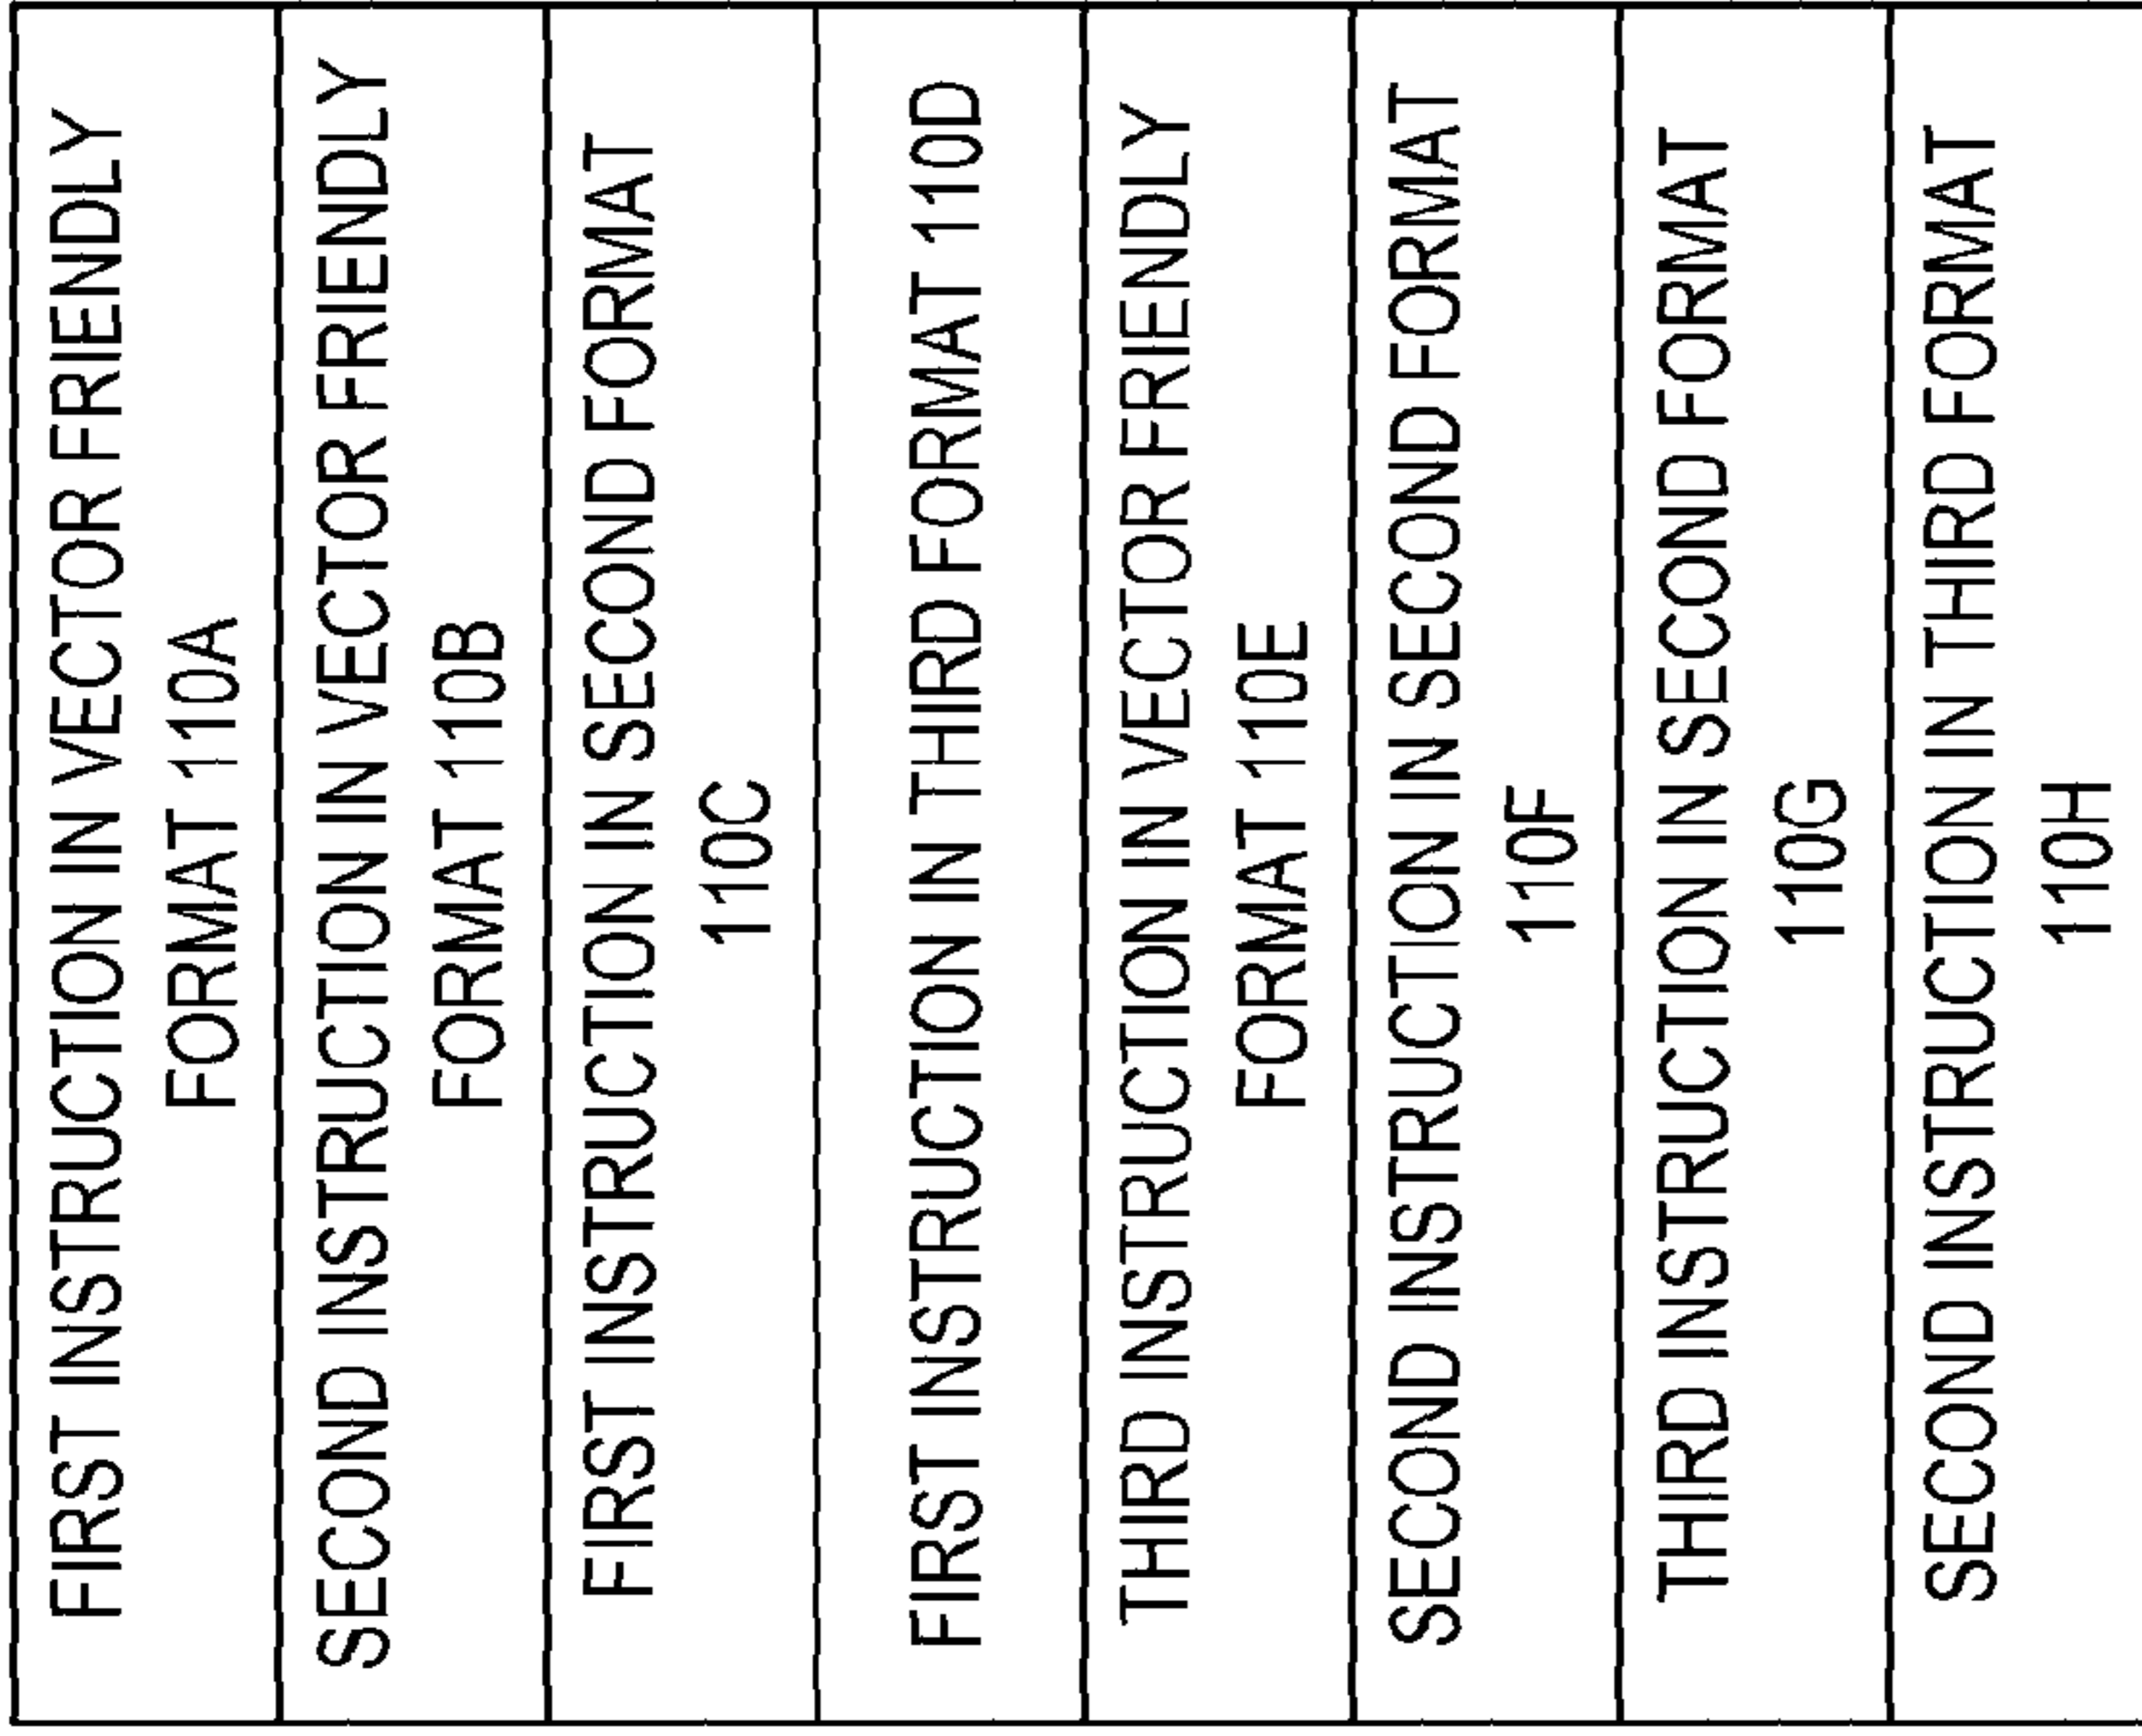 FIRST INSTRUCTION IN VECTOR FRIENDLY
FORMAT 110A
SECOND INSTRUCTION IN VECTOR FRIENDLY
FORMAT 110B
FIRST INSTRUCTION IN SECOND FORMAT
110C
FIRST INSTRUCTION IN THIRD FORMAT 110D
THIRD INSTRUCTION IN VECTOR FRIENDLY
FORMAT 110E
SECOND INSTRUCTION IN SECOND FORMAT
110F
THIRD INSTRUCTION IN SECOND FORMAT
110G
SECOND INSTRUCTION IN THIRD FORMAT
110H